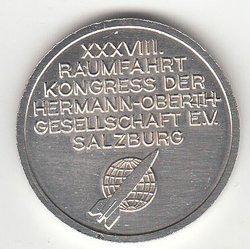 XXXVIII.
RAUMFAHRT
KONGRESS DER
HERMANN-OBERTH-
GESELLSCHAFT E.V.
SALZBURG